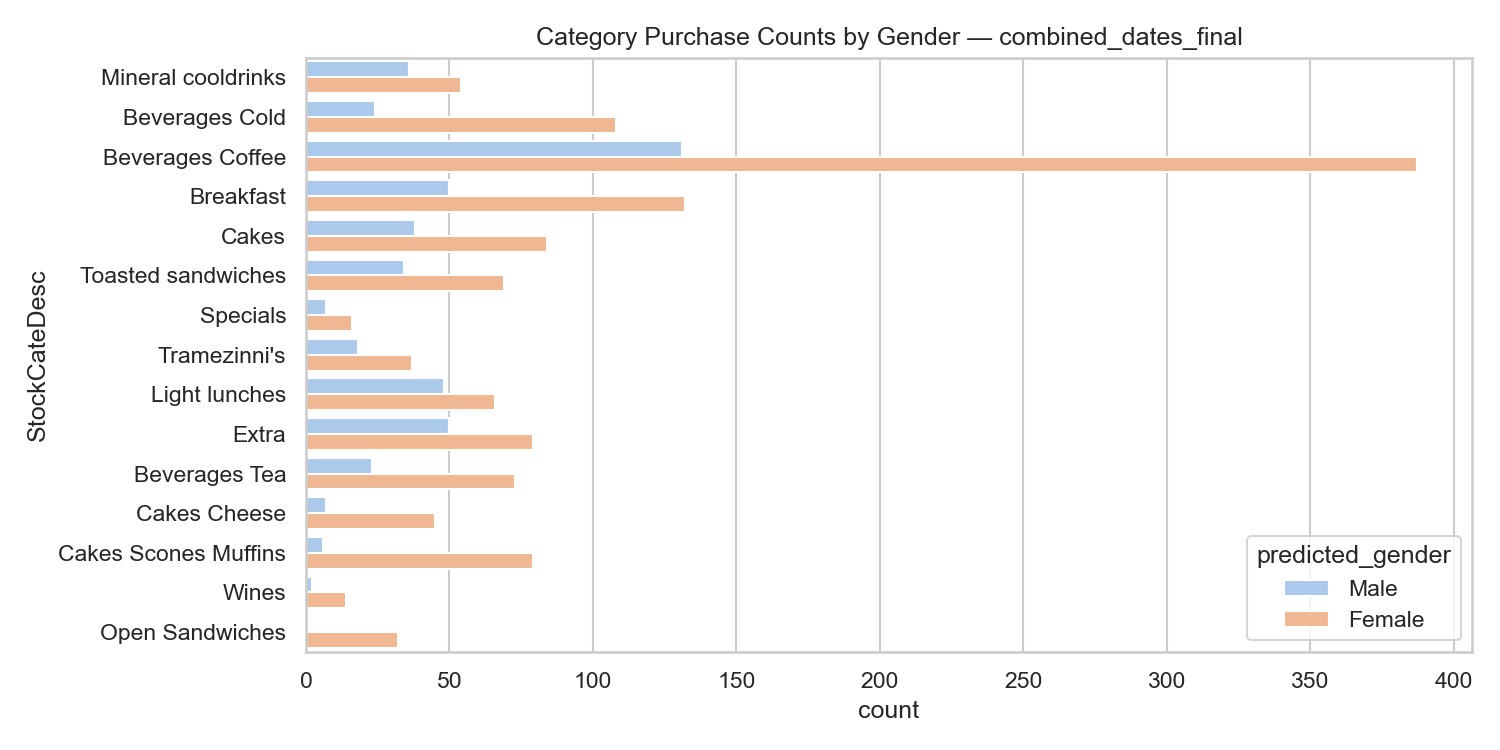 Category Purchase Counts by Gender — combined_dates_final
StockCateDesc
Mineral cooldrinks
Beverages Cold
Beverages Coffee
Breakfast
Cakes
Toasted sandwiches
Specials
Tramezinni's
Light lunches
Extra
Beverages Tea
Cakes Cheese
Cakes Scones Muffins
Wines
Open Sandwiches
predicted_gender
Male
Female
0 50 100 150 200 250 300 350 400
count